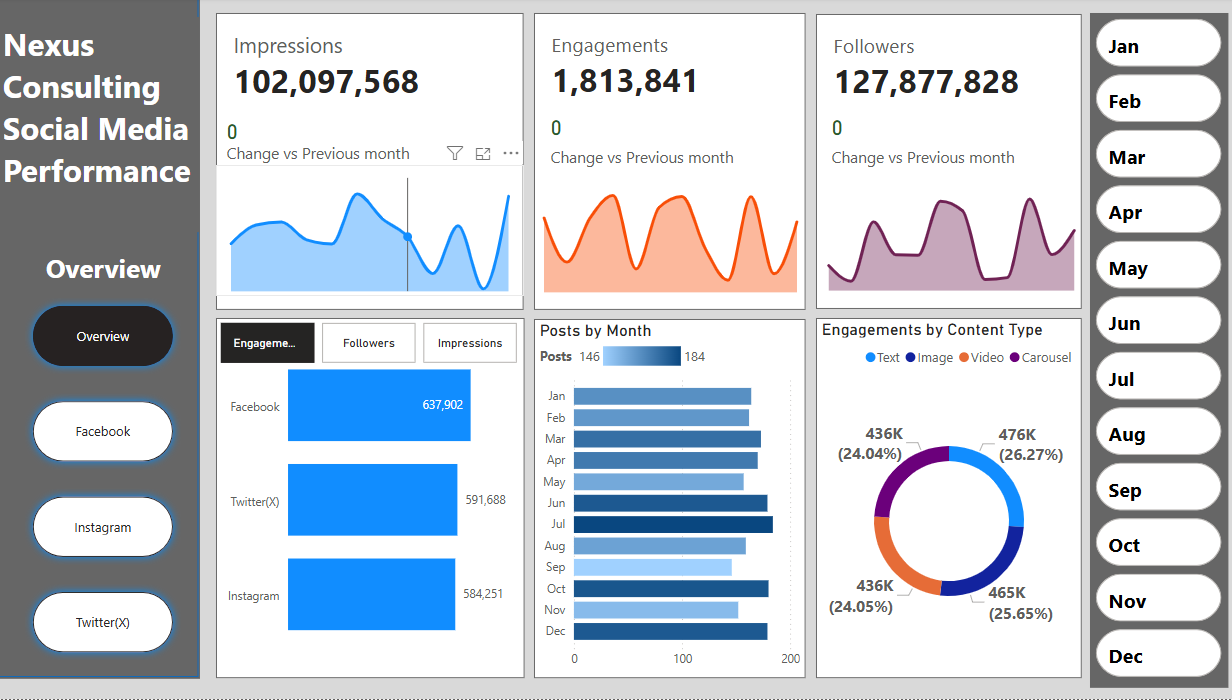 Nexus
Consulting
Social Media
Performance
Overview
Overview
Facebook
Instagram
Twitter(X)
Impressions
102,097,568
0
Change vs Previous month
Engagements
1,813,841
0
Change vs Previous month
Followers
127,877,828
0
Change vs Previous month
Engageme...
Followers
Impressions
Facebook
637,902
Twitter(X)
591,688
Instagram
584,251
Posts by Month
Posts 146 184
Jan
Feb
Mar
Apr
May
Jun
Jul
Aug
Sep
Oct
Nov
Dec
0 100 200
Engagements by Content Type
Text Image Video Carousel
436K
(24.04%)
476K
(26.27%)
436K
(24.05%)
465K
(25.65%)
Jan
Feb
Mar
Apr
May
Jun
Jul
Aug
Sep
Oct
Nov
Dec